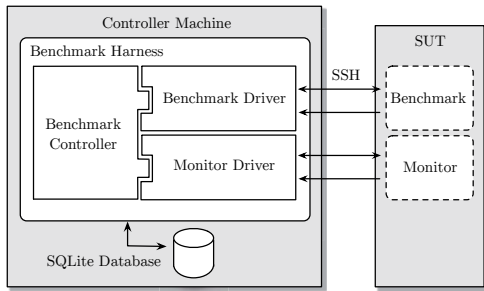 Controller Machine
Benchmark Harness
Benchmark
Controller
Benchmark Driver
Monitor Driver
SQLite Database
SSH
SUT
Benchmark
Monitor